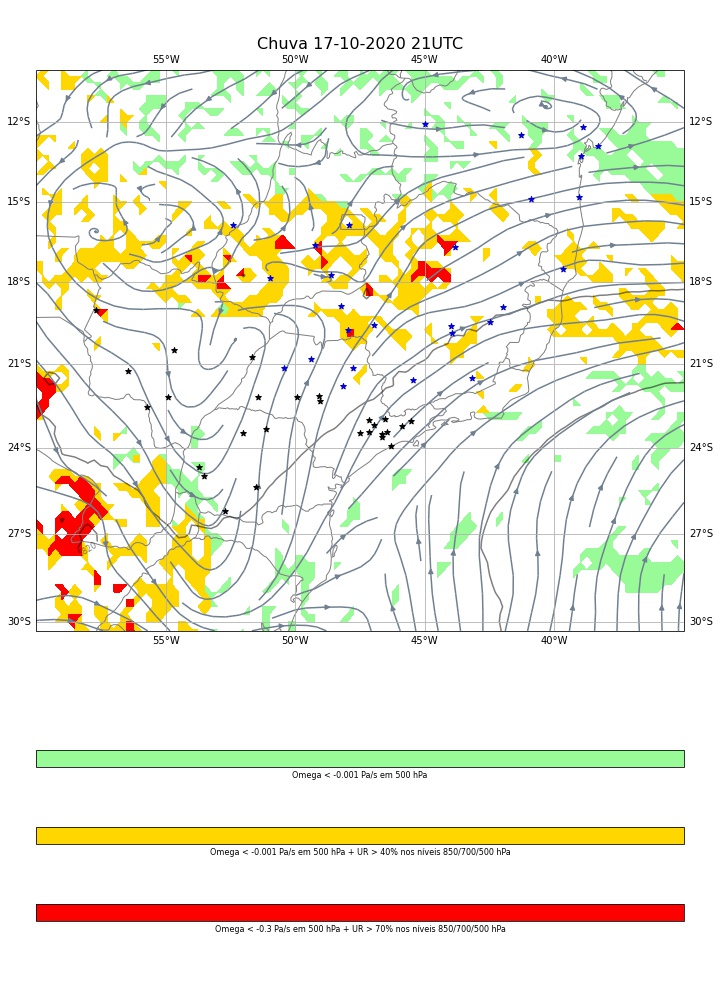 Chuva 17-10-2020 21UTC
55°W 50°W 45°W 40°W
12°S 12°S
15°S 15°S
18°S 18°S
21°S 21°S
24°S 24°S
27°S 27°S
30°S 30°S
55°W 50°W 45°W 40°W
Omega < -0.001 Pa/s em 500 hPa
Omega < -0.001 Pa/s em 500 hPa + UR > 40% nos níveis 850/700/500 hPa
Omega < -0.3 Pa/s em 500 hPa + UR > 70% nos níveis 850/700/500 hPa